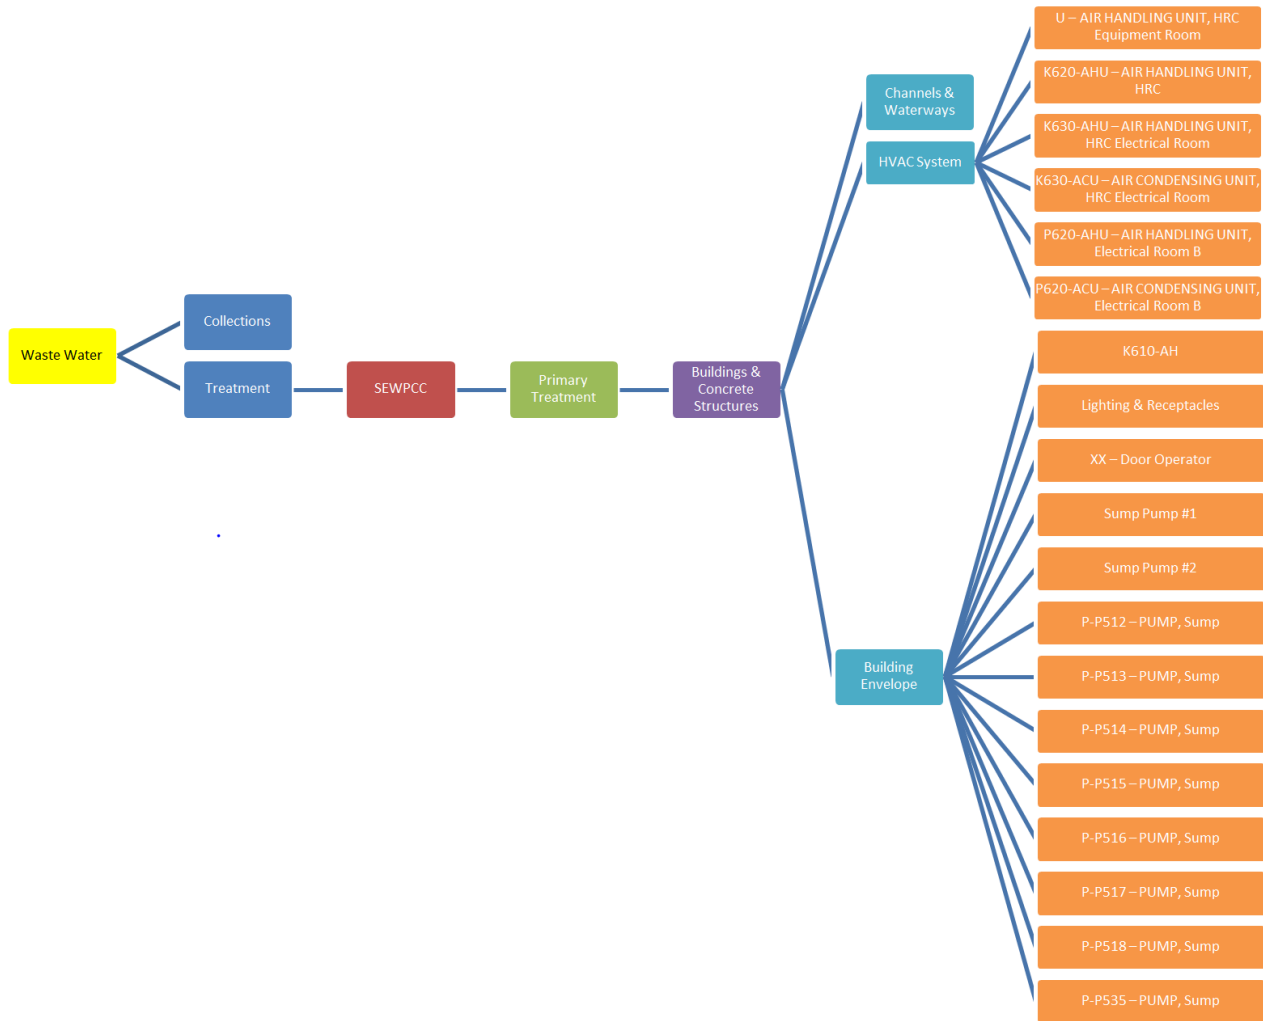 Waste Water
Collections
Treatment
SEWPCC
Primary
Treatment
Buildings &
Concrete
Structures
Channels &
Waterways
HVAC System
Building
Envelope
U – AIR HANDLING UNIT, HRC
Equipment Room
K620-AHU – AIR HANDLING UNIT,
HRC
K630-AHU – AIR HANDLING UNIT,
HRC Electrical Room
K630-ACU – AIR CONDENSING UNIT,
HRC Electrical Room
P620-AHU – AIR HANDLING UNIT,
Electrical Room B
P620-ACU – AIR CONDENSING UNIT,
Electrical Room B
K610-AH
Lighting & Receptacles
XX – Door Operator
Sump Pump #1
Sump Pump #2
P-P512 – PUMP, Sump
P-P513 – PUMP, Sump
P-P514 – PUMP, Sump
P-P515 – PUMP, Sump
P-P516 – PUMP, Sump
P-P517 – PUMP, Sump
P-P518 – PUMP, Sump
P-P535 – PUMP, Sump